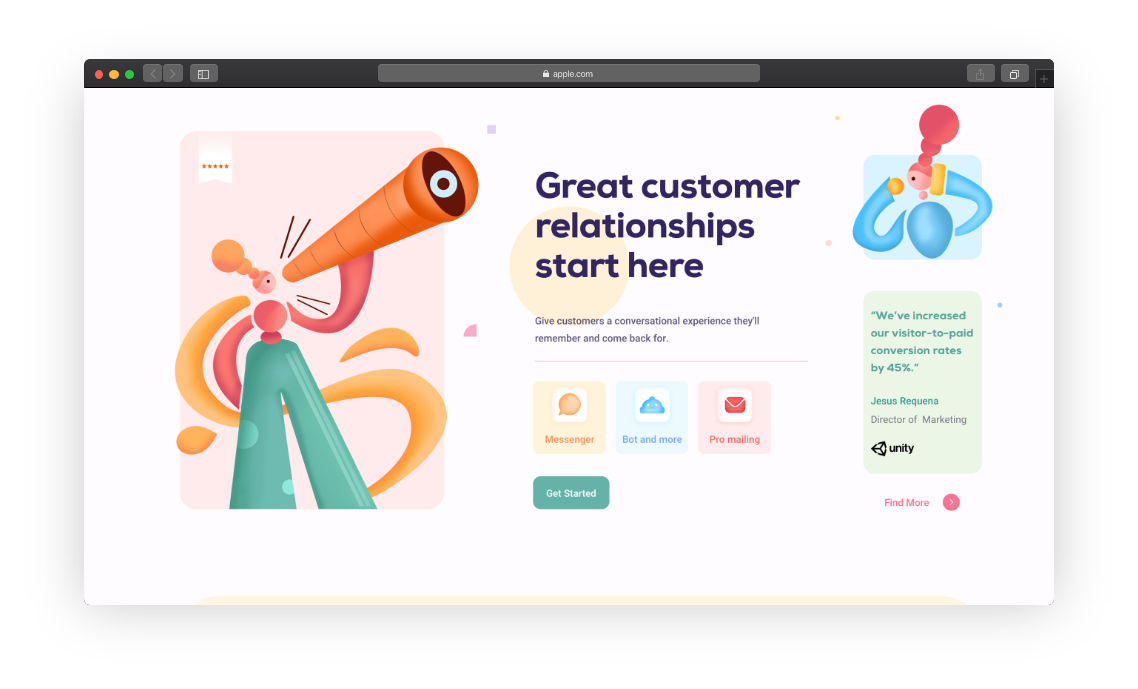 apple.com
Great customer
relationships
start here
Give customers a conversational experience they'll
remember and come back for.
Messenger
Bot and more
Pro mailing
Get Started
“We’ve increased
our visitor-to-paid
conversion rates
by 45%.”
Jesus Requena
Director of Marketing
unity
Find More